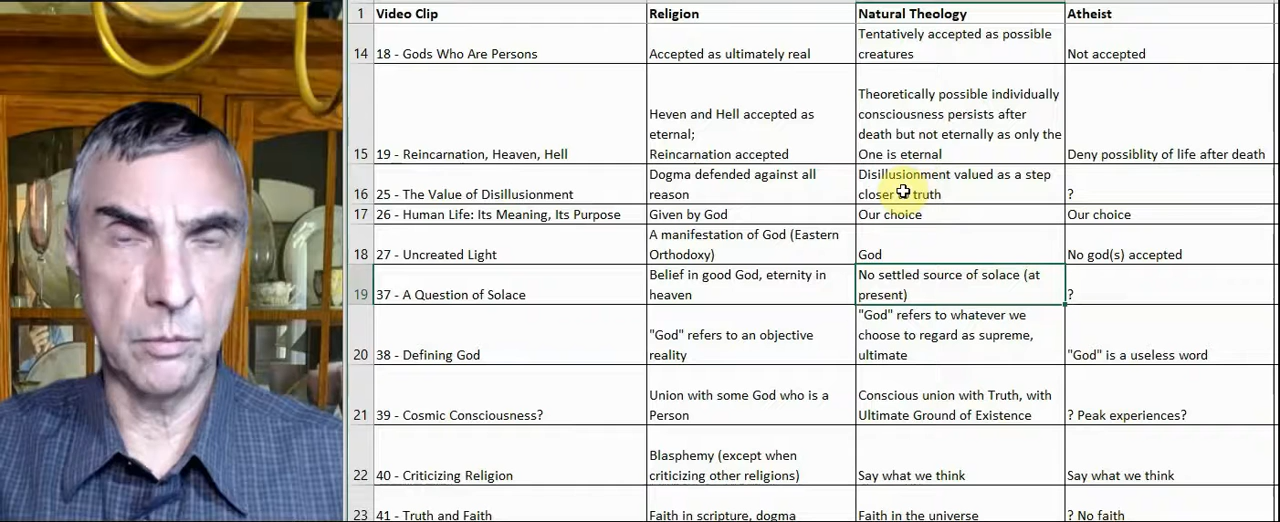 1 Video Clip Religion Natural Theology Atheist
14 18 - Gods Who Are Persons Accepted as ultimately real
Tentatively accepted as possible
creatures
Not accepted
15 19 - Reincarnation, Heaven, Hell
Heven and Hell accepted as
eternal;
Reincarnation accepted
Theoretically possible individually
consciousness persists after
death but not eternally as only the
One is eternal
Deny possiblity of life after death
16 25 - The Value of Disillusionment
Dogma defended against all
reason
Disillusionment valued as a step
closer truth
?
17 26 - Human Life: Its Meaning, Its Purpose Given by God Our choice Our choice
18 27 - Uncreated Light
A manifestation of God (Eastern
Orthodoxy)
God
No god(s) accepted
19 37 - A Question of Solace
Belief in good God, eternity in
heaven
No settled source of solace (at
present)
?
20 38 - Defining God
"God" refers to an objective
reality
"God" refers to whatever we
choose to regard as supreme,
ultimate
"God" is a useless word
21 39 - Cosmic Consciousness?
Union with some God who is a
Person
Conscious union with Truth, with
Ultimate Ground of Existence
? Peak experiences?
22 40 - Criticizing Religion
Blasphemy (except when
criticizing other religions)
Say what we think
Say what we think
23 41 - Truth and Faith Faith in scripture, dogma Faith in the universe ? No faith